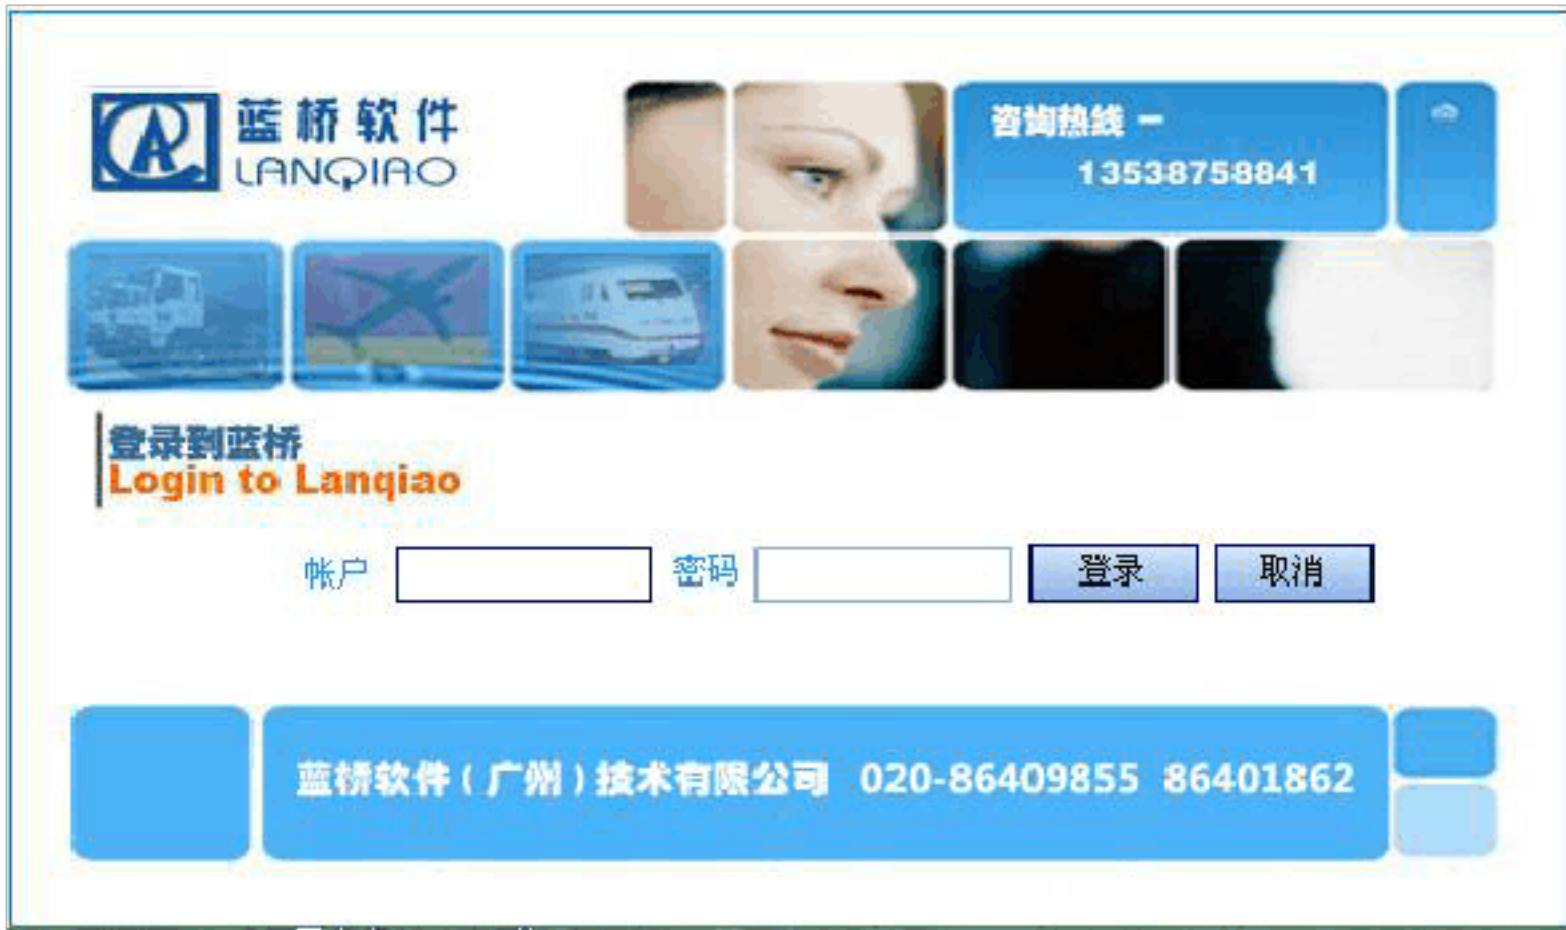 蓝桥软件
LANQIAO
咨询热线 –
13538758841
登录到蓝桥
Login to Lanqiao
帐户 密码 登录 取消
蓝桥软件(广州)技术有限公司 020-86409855 86401862